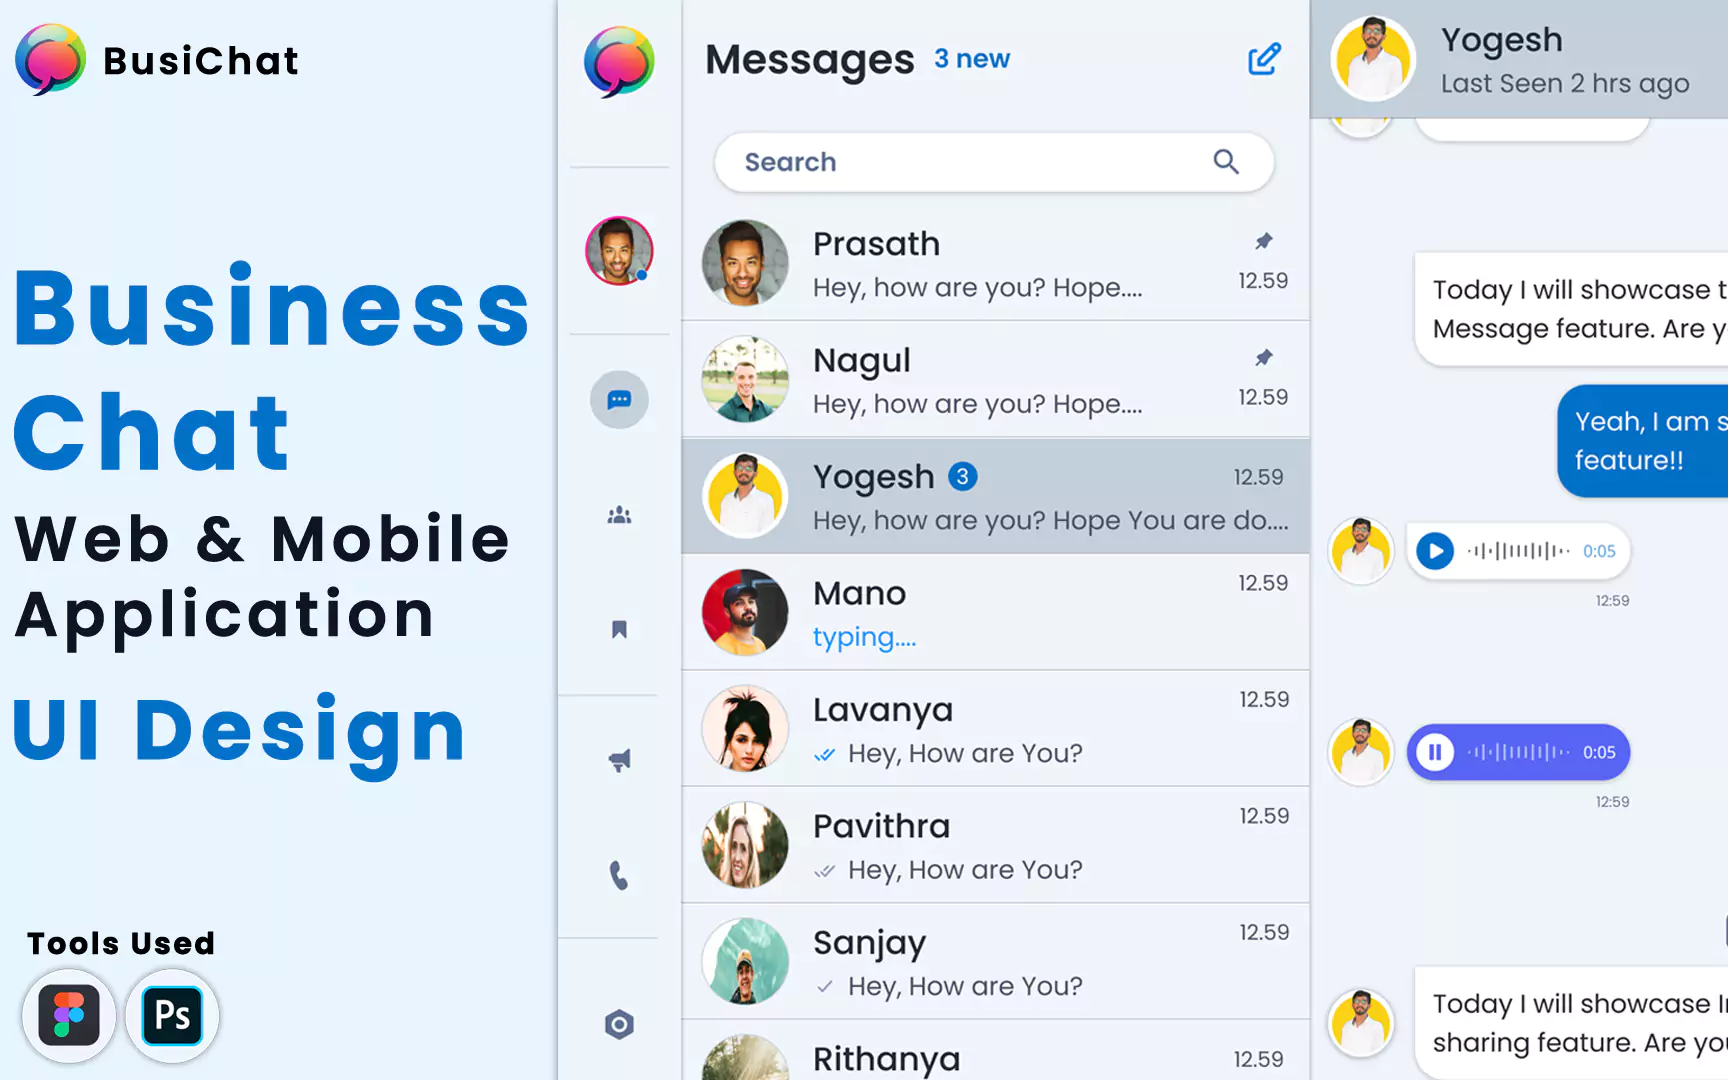 BusiChat
Business
Chat
Web & Mobile
Application
UI Design
Tools Used
Ps
Messages 3 new
Search
Prasath
Hey, how are you? Hope....
12.59
Nagul
Hey, how are you? Hope....
12.59
Yogesh 3
12.59
Hey, how are you? Hope You are do....
Mano
12.59
typing....
Lavanya
12.59
Hey, How are You?
Pavithra
12.59
Hey, How are You?
Sanjay
12.59
Hey, How are You?
Rithanya
12.59
Yogesh
Last Seen 2 hrs ago
Today I will showcase t
Message feature. Are y
Yeah, I am s
feature!!
0:05
12:59
0:05
12:59
Today I will showcase I
sharing feature. Are you